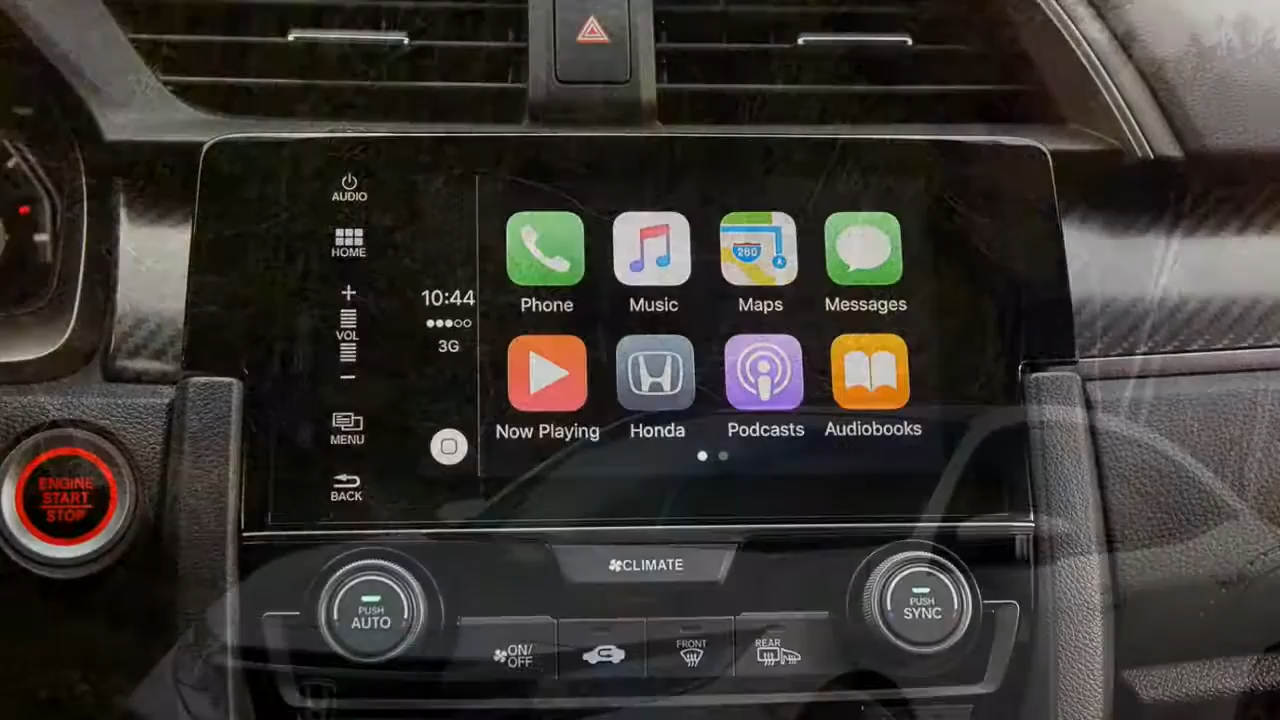 AUDIO
HOME
+
VOL
−
MENU
BACK
10:44
3G
Phone
Music
280
Maps
Messages
Now Playing
Honda
Podcasts
Audiobooks
ENGINE
START
STOP
CLIMATE
PUSH
AUTO
ON/
OFF
FRONT
REAR
PUSH
SYNC